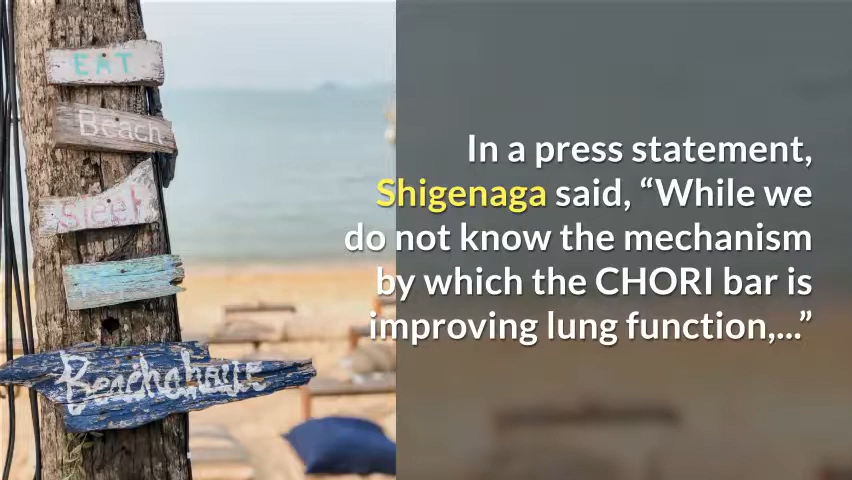 EAT
Beach
sleep
In a press statement,
Shigenaga said, “While we
do not know the mechanism
by which the CHORI bar is
improving lung function,...”